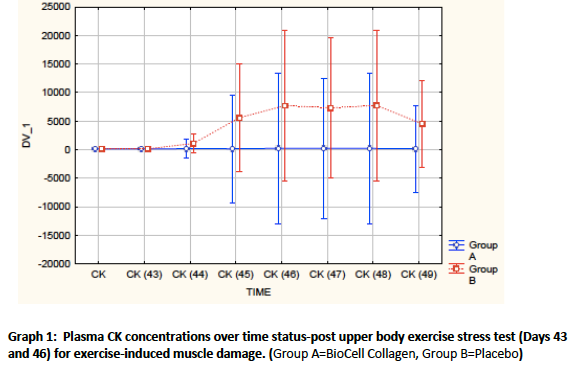 25000
20000
15000
10000
5000
0
-5000
-10000
-15000
-20000
DV_1
CK CK (43) CK (44) CK (45) CK (46) CK (47) CK (48) CK (49)
TIME
Group
A
Group
B
Graph 1: Plasma CK concentrations over time status-post upper body exercise stress test (Days 43
and 46) for exercise-induced muscle damage. (Group A=BioCell Collagen, Group B=Placebo)